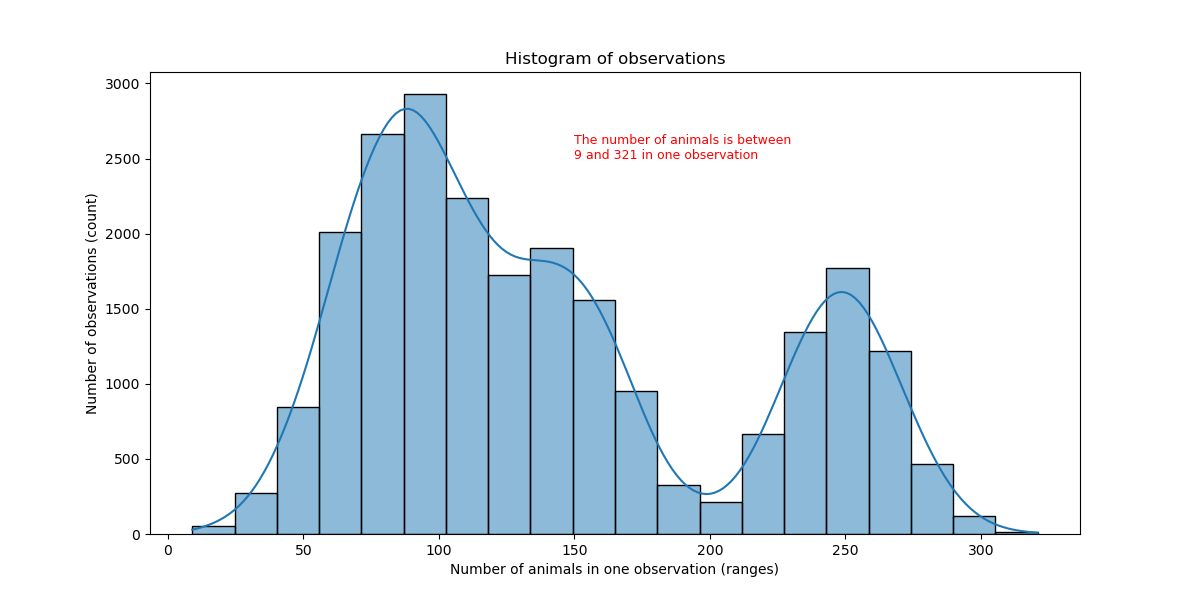 Histogram of observations
3000
2500
2000
1500
1000
500
0
Number of observations (count)
The number of animals is between
9 and 321 in one observation
0 50 100 150 200 250 300
Number of animals in one observation (ranges)